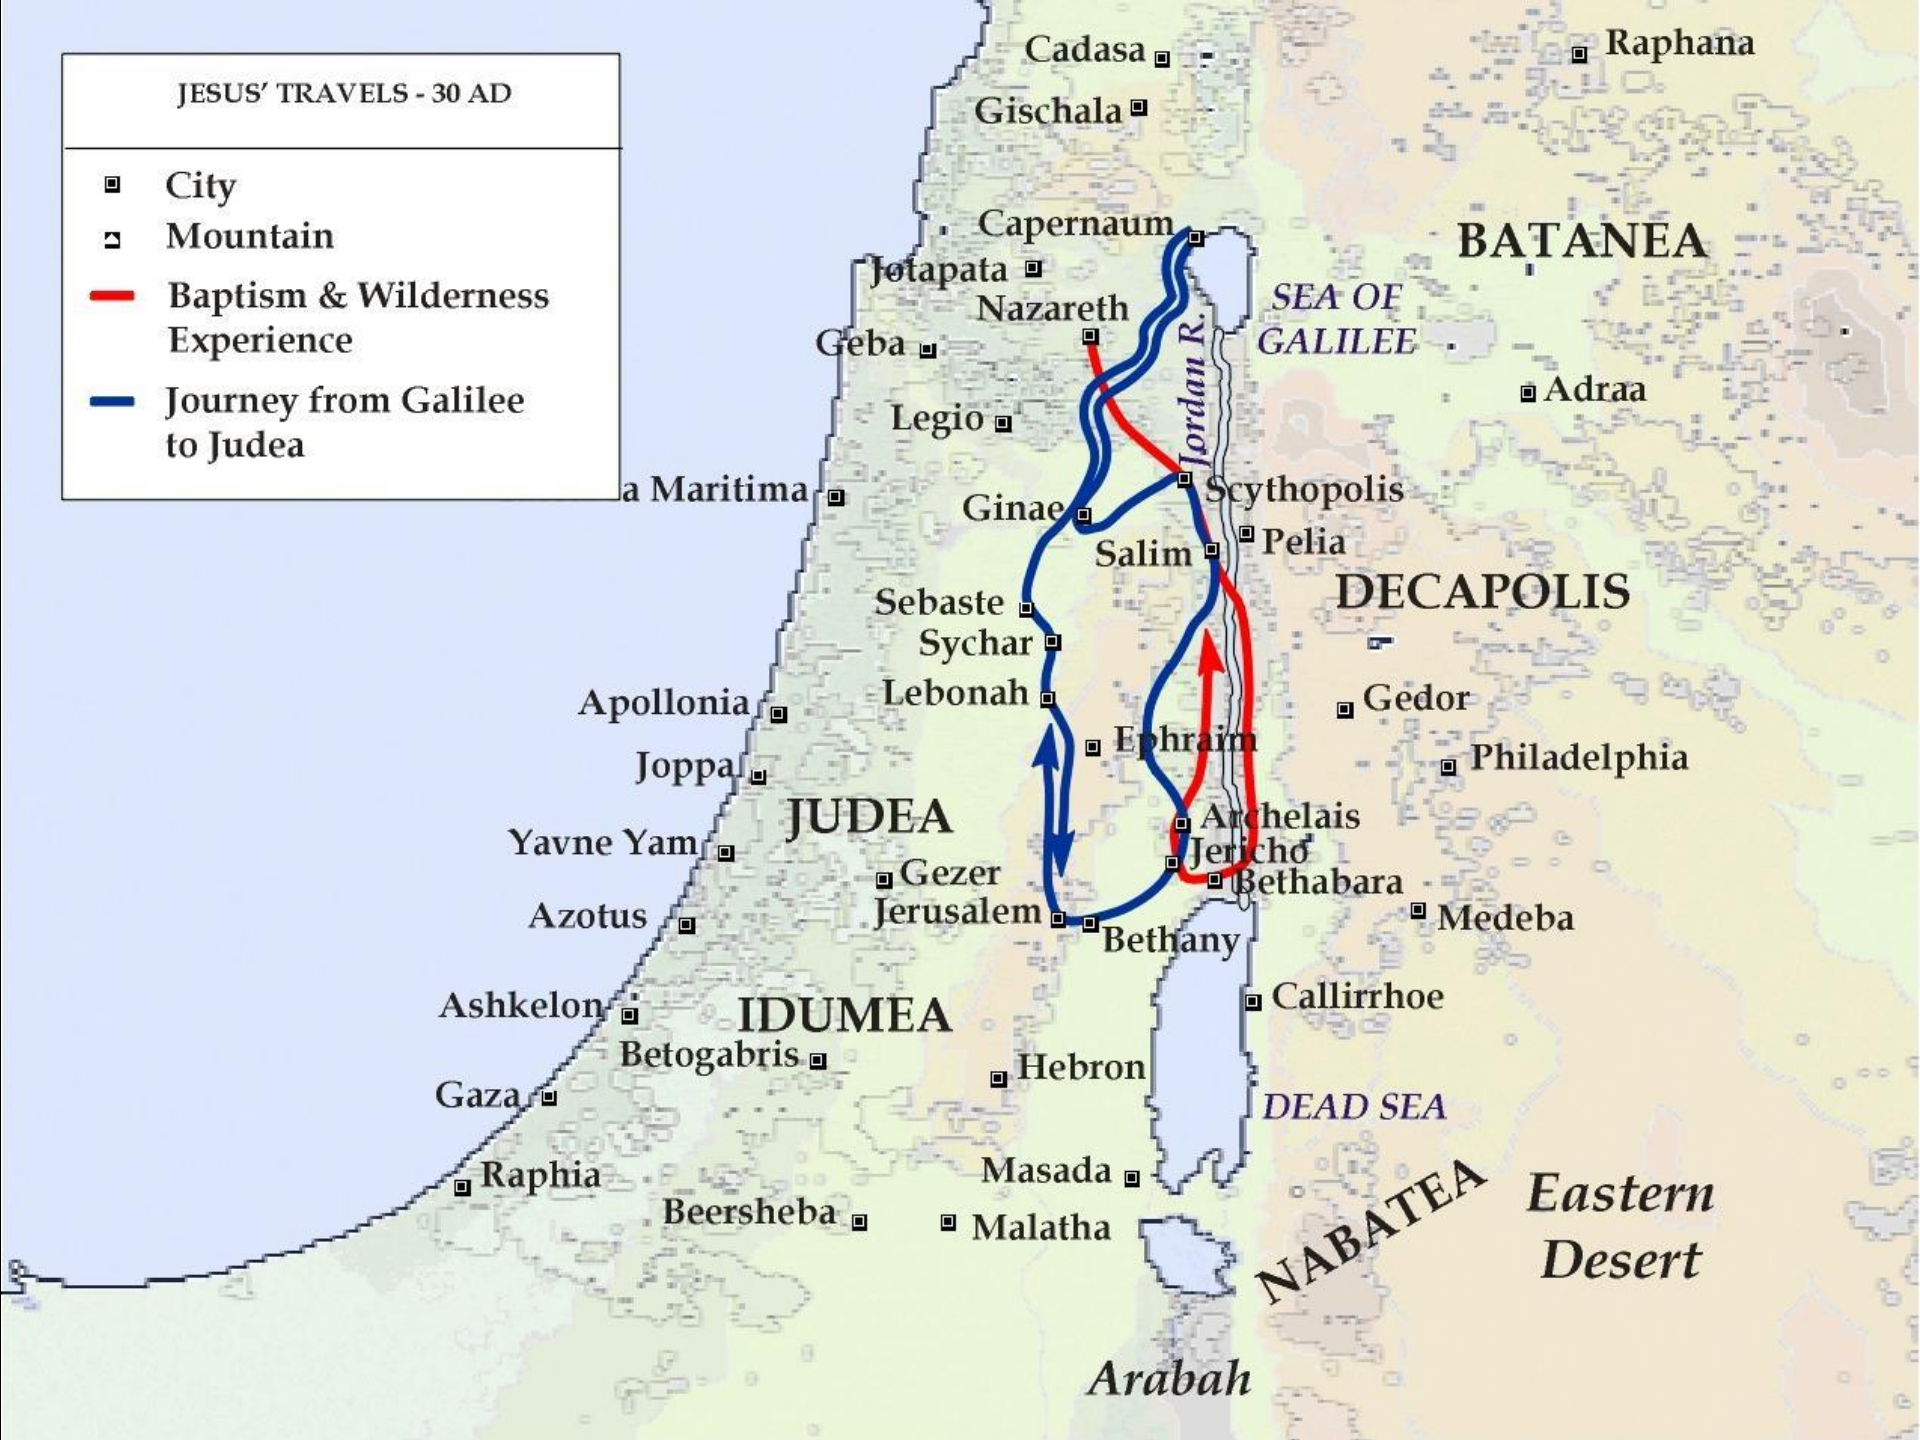 JESUS’ TRAVELS - 30 AD
City
Mountain
Baptism & Wilderness
Experience
Journey from Galilee
to Judea
Cadasa
Raphana
Gischala
Capernaum
BATANEA
Jotapata
Nazareth
SEA OF
GALILEE
Jordan R.
Geba
Adraa
Legio
a Maritima
Scythopolis
Ginae
Salim
Pelia
DECAPOLIS
Sebaste
Sychar
Lebonah
Gedor
Apollonia
Ephraim
Philadelphia
Joppa
JUDEA
Archelais
Yavne Yam
Jericho
Gezer
Bethabara
Azotus
Jerusalem
Medeba
Bethany
Ashkelon
IDUMEA
Callirrhoe
Betogabris
Hebron
Gaza
DEAD SEA
Raphia
Masada
NABATEA
Eastern
Desert
Beersheba
Malatha
Arabah